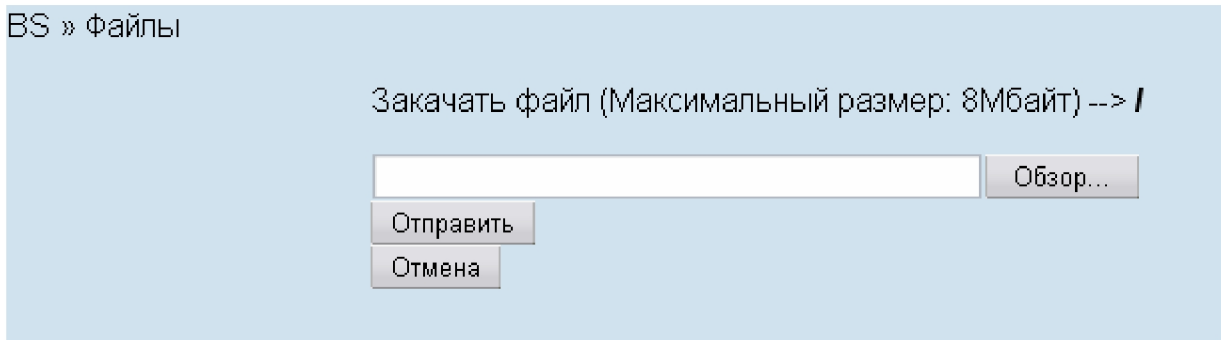 BS » Файлы
Закачать файл (Максимальный размер: 8Мбайт) --> /
Обзор...
Отправить
Отмена